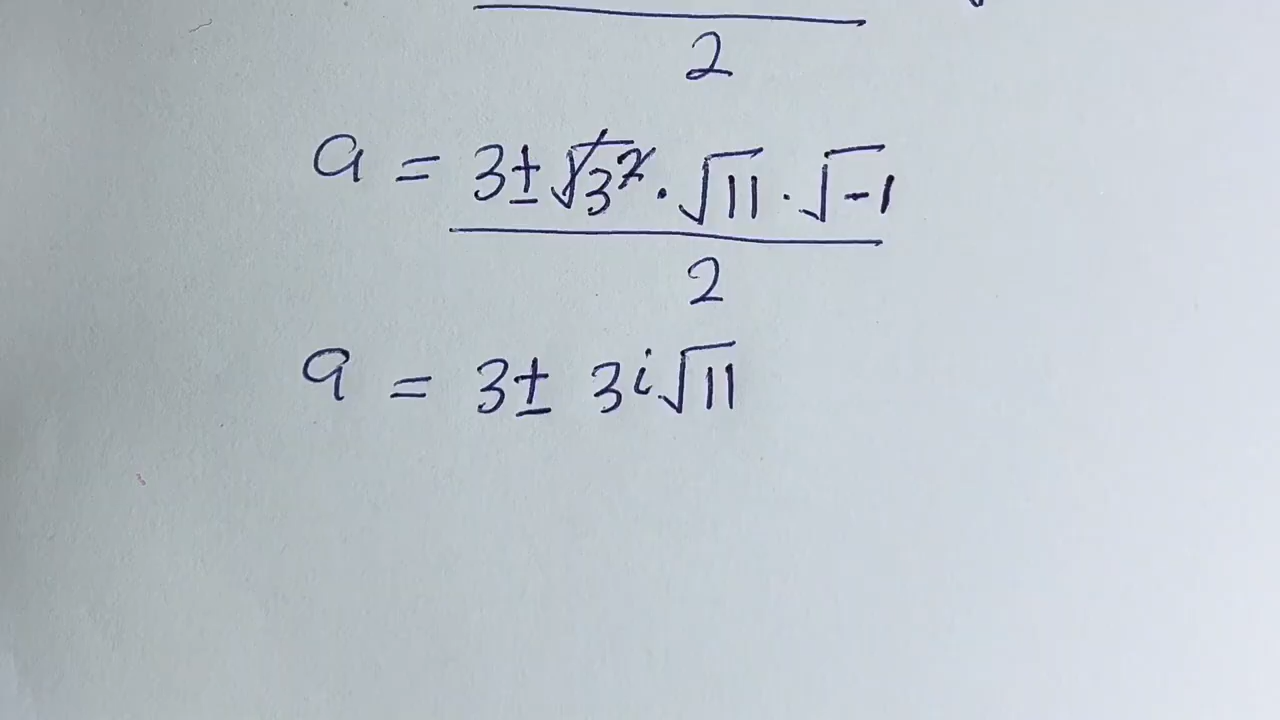 2
a = 3 ± √3² · √11 · √-1
2
a = 3 ± 3i√11